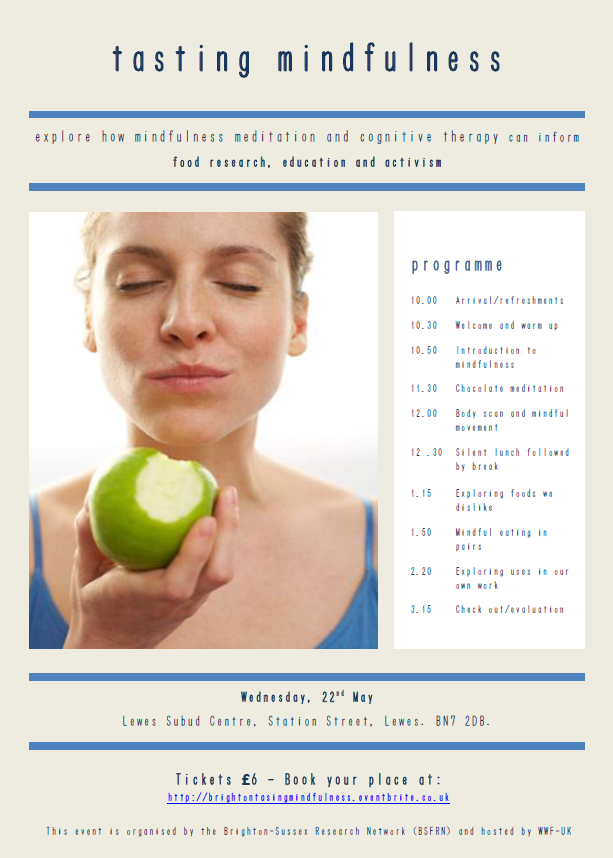 tasting mindfulness
explore how mindfulness meditation and cognitive therapy can inform
food research, education and activism
programme
10.00 Arrival/refreshments
10.30 Welcome and warm up
10.50 Introduction to
mindfulness
11.30 Chocolate meditation
12.00 Body scan and mindful
movement
12 .30 Silent lunch followed
by break
1.15 Exploring foods we
dislike
1.50 Mindful eating in
pairs
2.20 Exploring uses in our
own work
3.15 Check out/evaluation
Wednesday, 22nd May
Lewes Subud Centre, Station Street, Lewes. BN7 2DB.
Tickets £6 – Book your place at:
http://brightontasingmindfulness.eventbrite.co.uk
This event is organised by the Brighton-Sussex Research Network (BSFRN) and hosted by WWF-UK